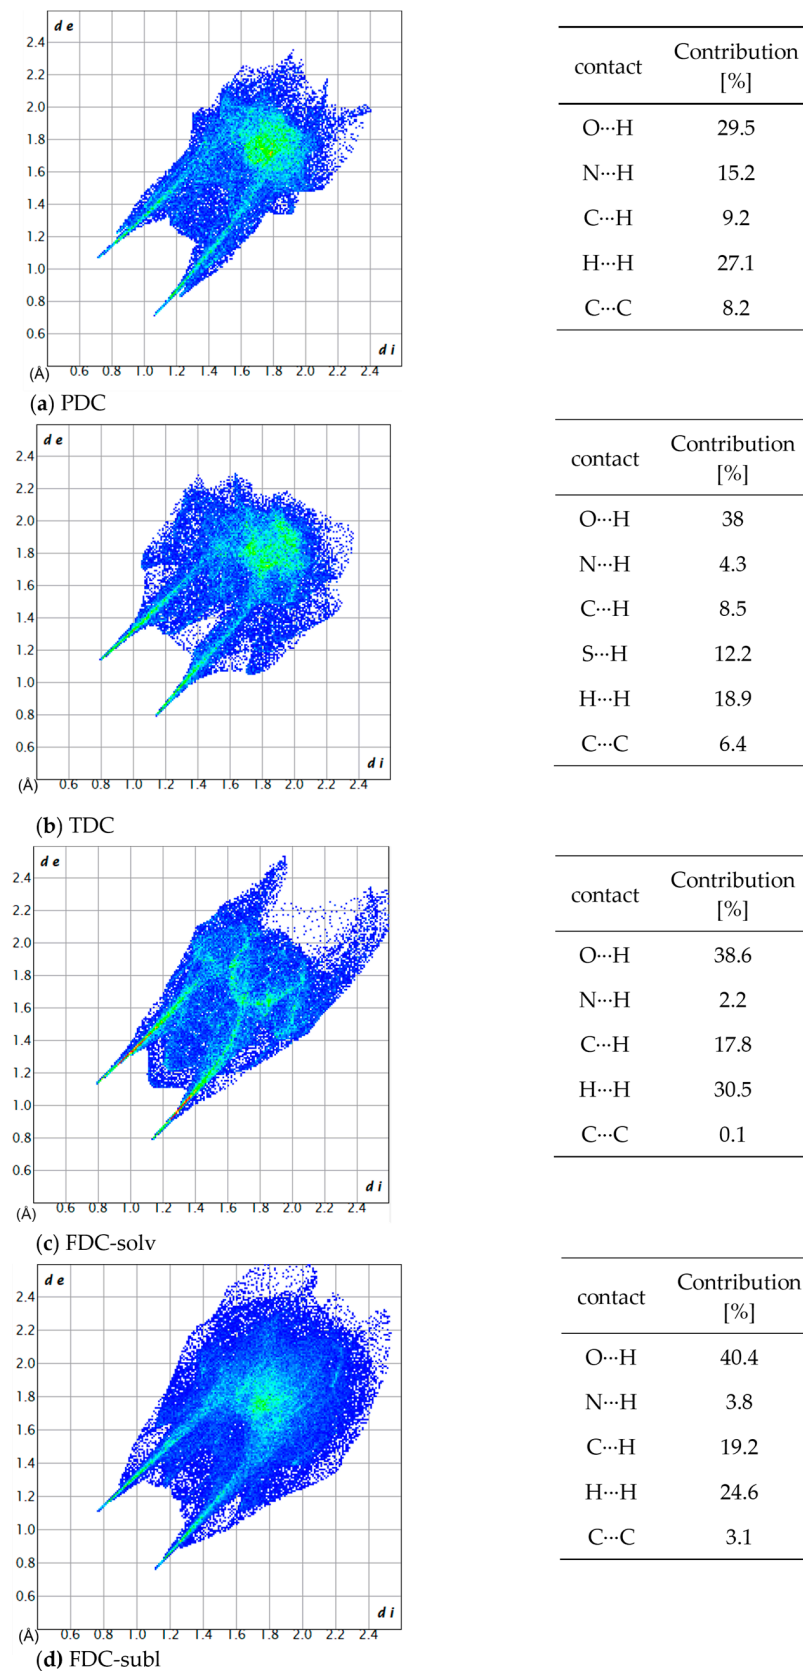 d e
2.4
2.2
2.0
1.8
1.6
1.4
1.2
1.0
0.8
0.6
d i
(Å) 0.6 0.8 1.0 1.2 1.4 1.6 1.8 2.0 2.2 2.4
(a) PDC
contact Contribution [%]
O···H 29.5
N···H 15.2
C···H 9.2
H···H 27.1
C···C 8.2
d e
2.4
2.2
2.0
1.8
1.6
1.4
1.2
1.0
0.8
0.6
d i
(Å) 0.6 0.8 1.0 1.2 1.4 1.6 1.8 2.0 2.2 2.4
(b) TDC
contact Contribution [%]
O···H 38
N···H 4.3
C···H 8.5
S···H 12.2
H···H 18.9
C···C 6.4
d e
2.4
2.2
2.0
1.8
1.6
1.4
1.2
1.0
0.8
0.6
d i
(Å) 0.6 0.8 1.0 1.2 1.4 1.6 1.8 2.0 2.2 2.4
(c) FDC-solv
contact Contribution [%]
O···H 38.6
N···H 2.2
C···H 17.8
H···H 30.5
C···C 0.1
d e
2.4
2.2
2.0
1.8
1.6
1.4
1.2
1.0
0.8
0.6
d i
(Å) 0.6 0.8 1.0 1.2 1.4 1.6 1.8 2.0 2.2 2.4
(d) FDC-subl
contact Contribution [%]
O···H 40.4
N···H 3.8
C···H 19.2
H···H 24.6
C···C 3.1